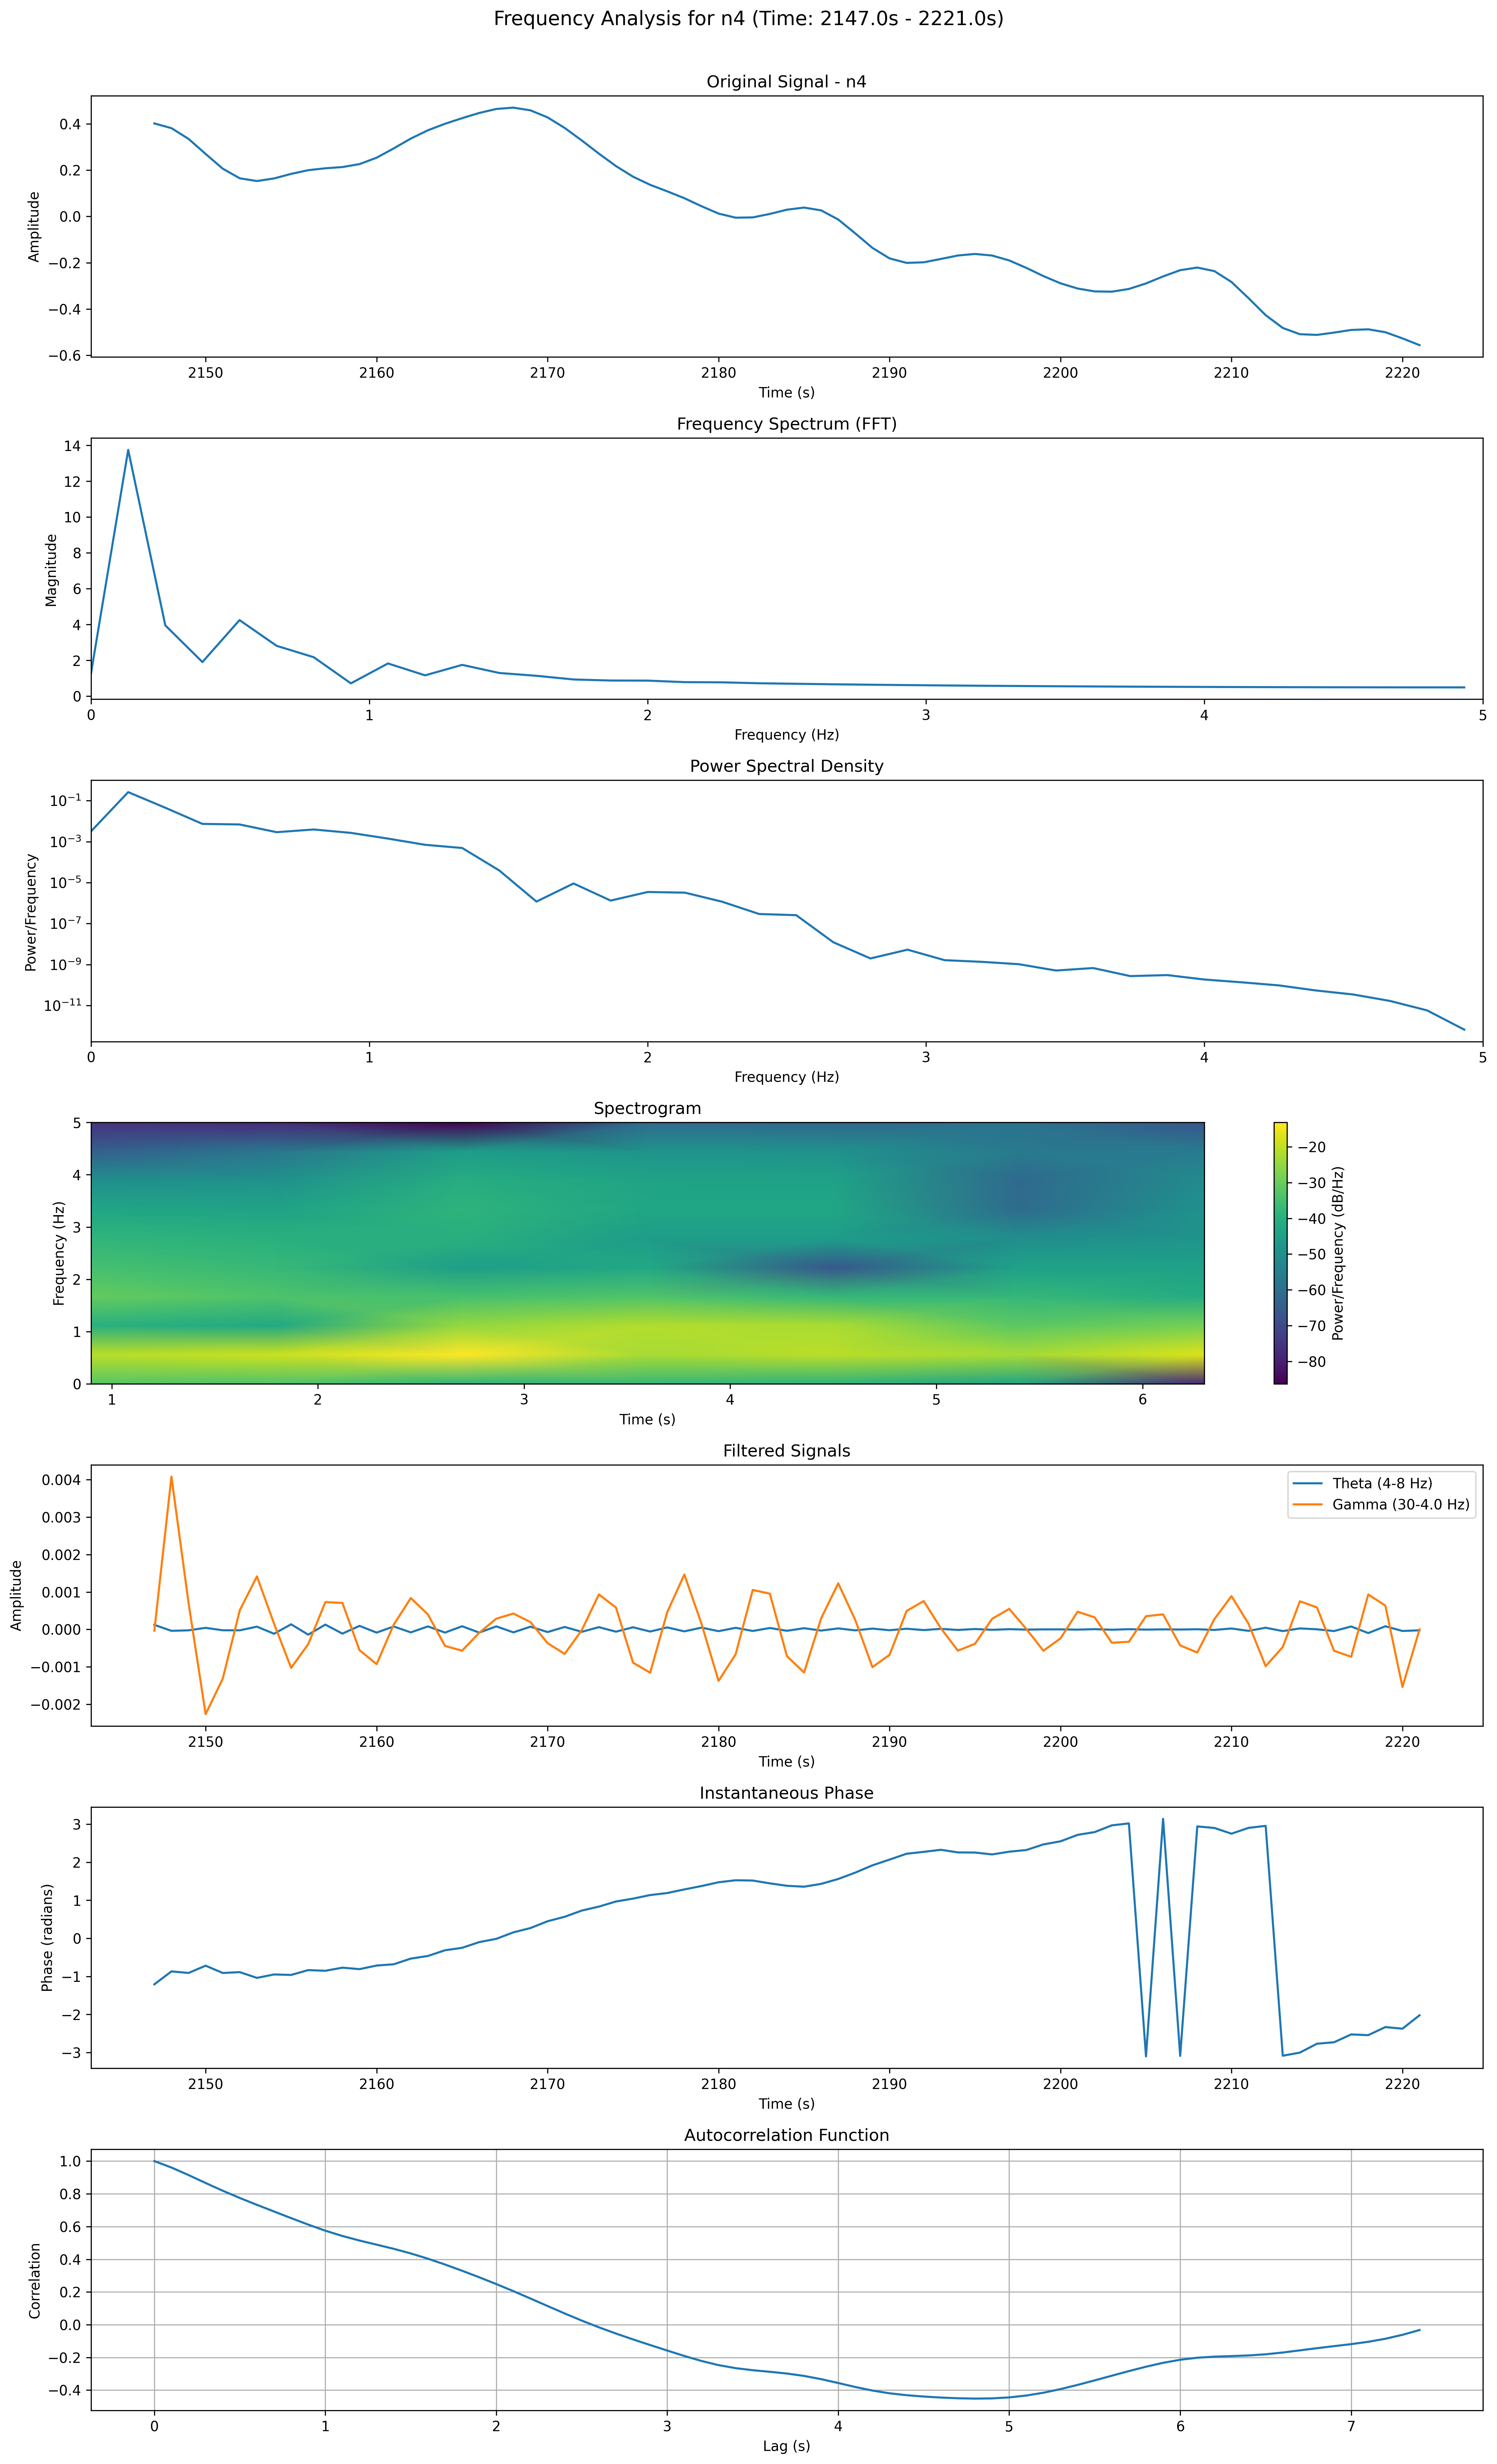 Frequency Analysis for n4 (Time: 2147.0s - 2221.0s)
Original Signal - n4
Amplitude
0.4
0.2
0.0
−0.2
−0.4
−0.6
2150 2160 2170 2180 2190 2200 2210 2220
Time (s)
Frequency Spectrum (FFT)
Magnitude
14
12
10
8
6
4
2
0
0 1 2 3 4 5
Frequency (Hz)
Power Spectral Density
Power/Frequency
10⁻¹
10⁻³
10⁻⁵
10⁻⁷
10⁻⁹
10⁻¹¹
0 1 2 3 4 5
Frequency (Hz)
Spectrogram
Frequency (Hz)
5
4
3
2
1
0
1 2 3 4 5 6
Time (s)
−20
−30
−40
−50
−60
−70
−80
Power/Frequency (dB/Hz)
Filtered Signals
Amplitude
0.004
0.003
0.002
0.001
0.000
−0.001
−0.002
Theta (4-8 Hz)
Gamma (30-4.0 Hz)
2150 2160 2170 2180 2190 2200 2210 2220
Time (s)
Instantaneous Phase
Phase (radians)
3
2
1
0
−1
−2
−3
2150 2160 2170 2180 2190 2200 2210 2220
Time (s)
Autocorrelation Function
Correlation
1.0
0.8
0.6
0.4
0.2
0.0
−0.2
−0.4
0 1 2 3 4 5 6 7
Lag (s)